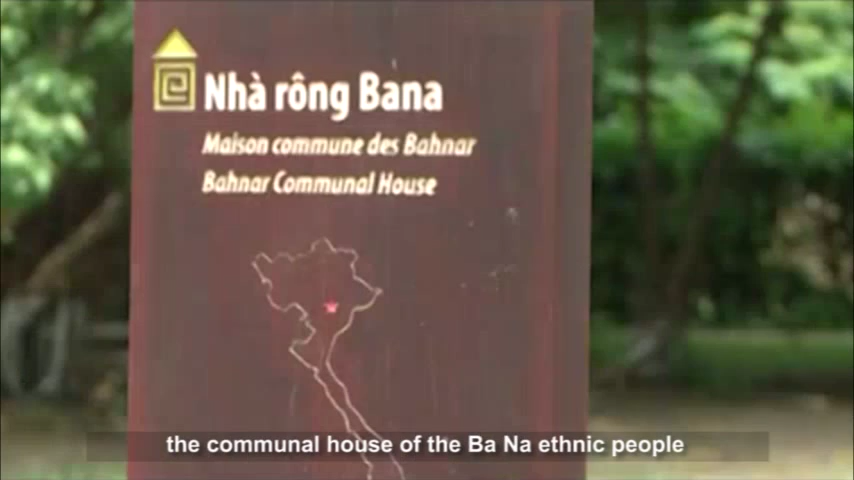 Nhà rông Bana
Maison commune des Bahnar
Bahnar Communal House
the communal house of the Ba Na ethnic people